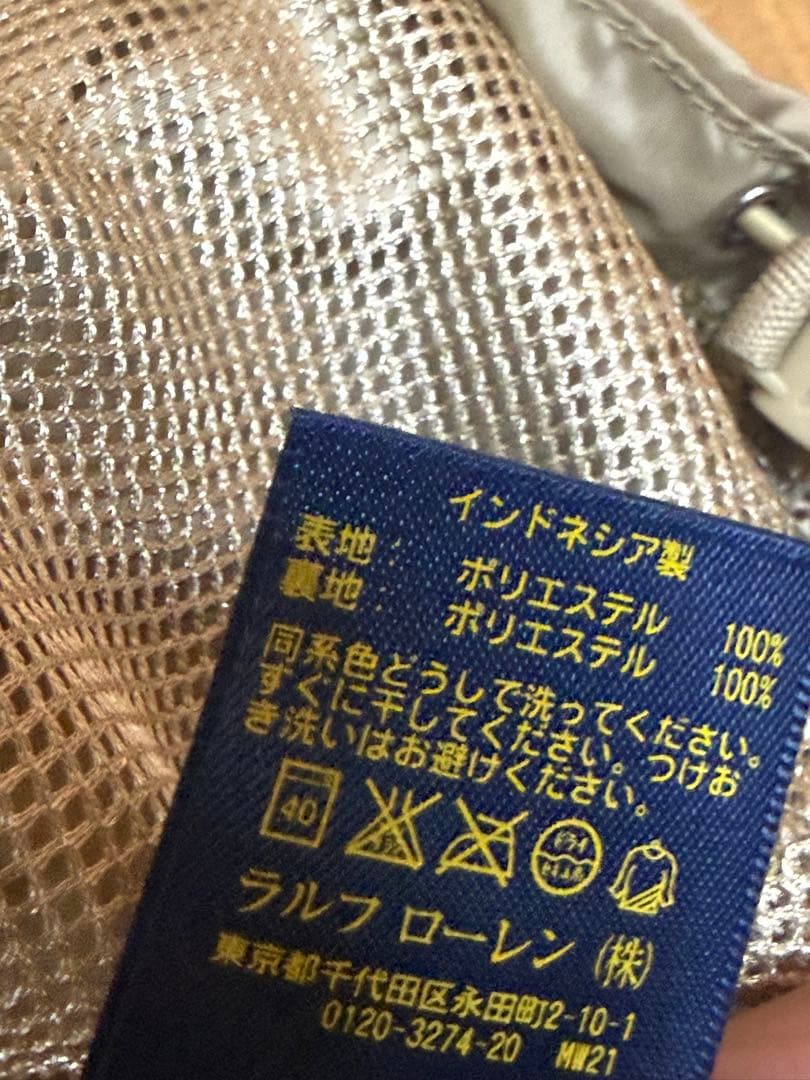 インドネシア製
表地: ポリエステル 100%
裏地: ポリエステル 100%
同系色どうしで洗ってください。
すぐに干してください。つけお
き洗いはお避けください。
40 ドライ
ラルフ ローレン (株)
東京都千代田区永田町2-10-1
0120-3274-20 MW21